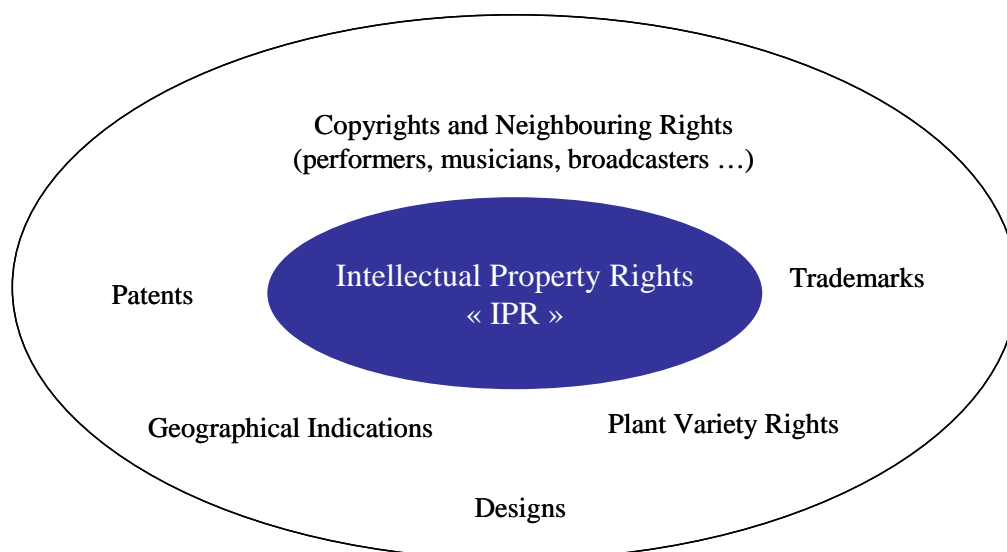 Copyrights and Neighbouring Rights
(performers, musicians, broadcasters …)
Intellectual Property Rights
« IPR »
Trademarks
Patents
Geographical Indications
Plant Variety Rights
Designs